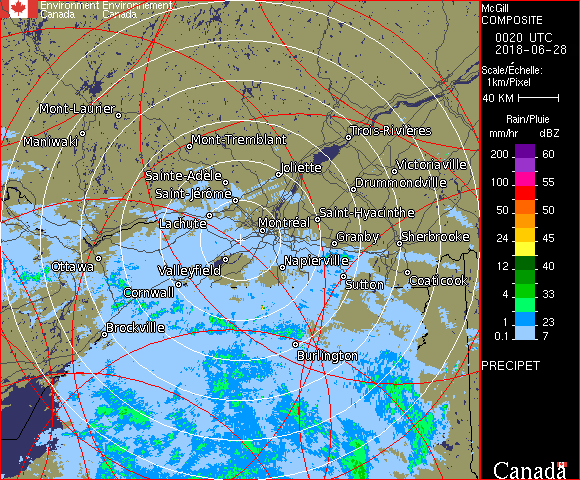 Environment Environnement
Canada Canada
McGill
COMPOSITE
0020 UTC
2018-06-28
Scale/Échelle:
1km/Pixel
40 KM
Rain/Pluie
mm/hr dBZ
200 60
100 55
50 50
24 45
12 40
4 33
1 23
0.1 7
PRECIPET
Canada
Mont-Laurier
Maniwaki
Mont-Tremblant
Trois-Rivières
Joliette
Victoriaville
Sainte-Adèle
Drummondville
Saint-Jérôme
Saint-Hyacinthe
Lachute
Montréal
Granby
Sherbrooke
Ottawa
Valleyfield
Napierville
Sutton
Coaticook
Cornwall
Brockville
Burlington